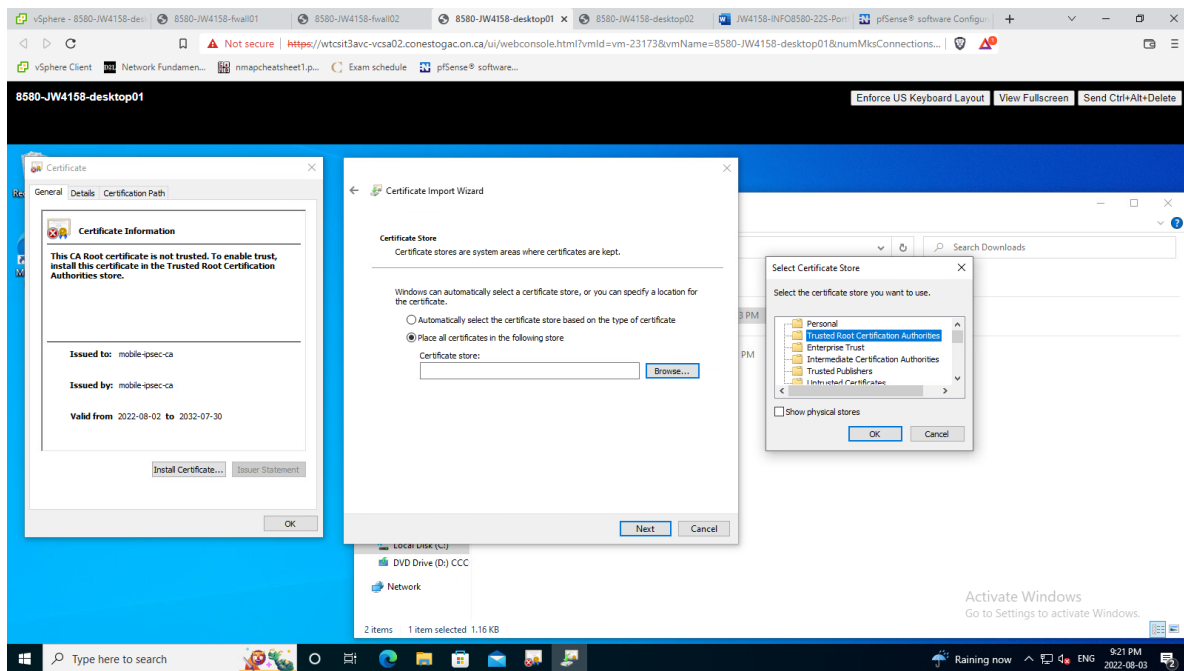 vSphere - 8580-JW4158-des
8580-JW4158-fwall01
8580-JW4158-fwall02
8580-JW4158-desktop01
8580-JW4158-desktop02
JW4158-INFO8580-22S-Port
pfSense® software Configur
Not secure
https://wtcsit3avc-vcsa02.conestogac.on.ca/ui/webconsole.html?vmId=vm-23173&vmName=8580-JW4158-desktop01&numMksConnections...
vSphere Client
Network Fundamen...
nmapcheatsheet1.p...
Exam schedule
pfSense® software...
8580-JW4158-desktop01
Enforce US Keyboard Layout
View Fullscreen
Send Ctrl+Alt+Delete
Certificate
General
Details
Certification Path
Certificate Information
This CA Root certificate is not trusted. To enable trust,
install this certificate in the Trusted Root Certification
Authorities store.
Issued to: mobile-ipsec-ca
Issued by: mobile-ipsec-ca
Valid from 2022-08-02 to 2032-07-30
Install Certificate...
Issuer Statement
OK
Certificate Import Wizard
Certificate Store
Certificate stores are system areas where certificates are kept.
Windows can automatically select a certificate store, or you can specify a location for
the certificate.
Automatically select the certificate store based on the type of certificate
Place all certificates in the following store
Certificate store:
Browse...
Next
Cancel
Search Downloads
3 PM
PM
Select Certificate Store
Select the certificate store you want to use.
Personal
Trusted Root Certification Authorities
Enterprise Trust
Intermediate Certification Authorities
Trusted Publishers
Untrusted Certificates
Show physical stores
OK
Cancel
Local Disk (C:)
DVD Drive (D:) CCC
Network
2 items
1 item selected 1.16 KB
Activate Windows
Go to Settings to activate Windows.
Type here to search
Raining now
ENG
9:21 PM
2022-08-03
2